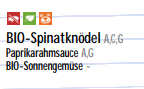 BIO-Spinatknödel A,C,G
Paprikarahmsauce A,G
BIO-Sonnengemüse -